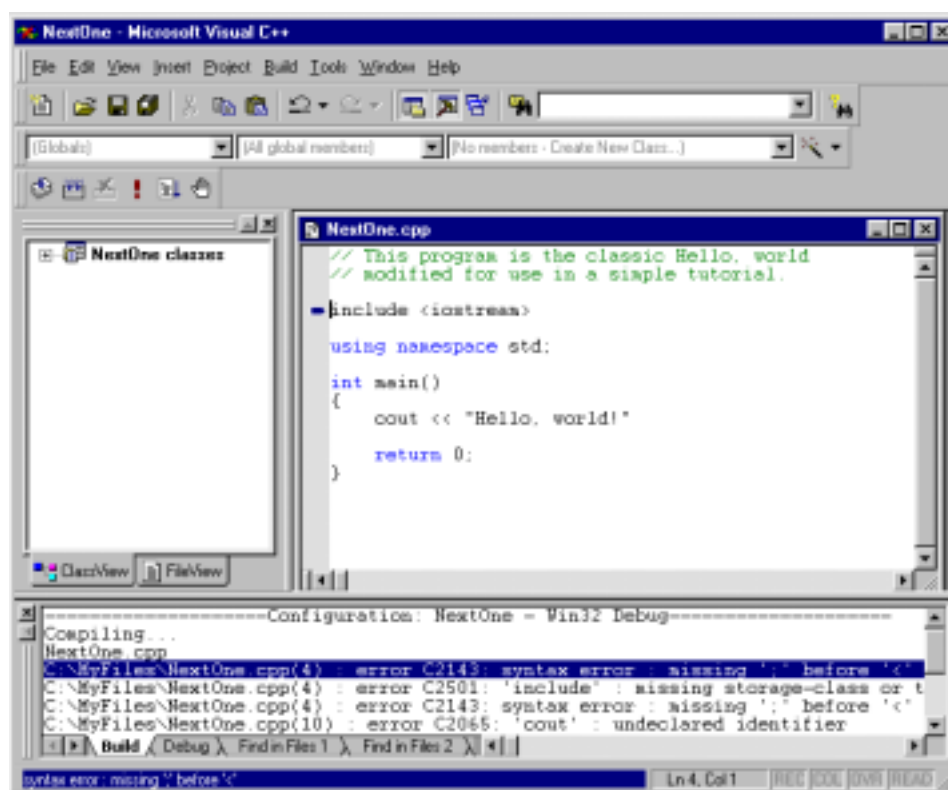 NextOne - Microsoft Visual C++
File Edit View Insert Project Build Tools Window Help
(Globals) (All global members) (No members - Create New Class...)
NextOne classes
NextOne.cpp
// This program is the classic Hello, world
// modified for use in a simple tutorial.
include <iostream>
using namespace std;
int main()
{
cout << "Hello, world!"
return 0;
}
ClassView FileView
--------------------Configuration: NextOne - Win32 Debug--------------------
Compiling...
NextOne.cpp
C:\MyFiles\NextOne.cpp(4) : error C2143: syntax error : missing ';' before '<'
C:\MyFiles\NextOne.cpp(4) : error C2501: 'include' : missing storage-class or t
C:\MyFiles\NextOne.cpp(4) : error C2143: syntax error : missing ';' before '<'
C:\MyFiles\NextOne.cpp(10) : error C2065: 'cout' : undeclared identifier
Build Debug Find in Files 1 Find in Files 2
syntax error : missing ';' before '<' Ln 4, Col 1 REC COL OVR READ